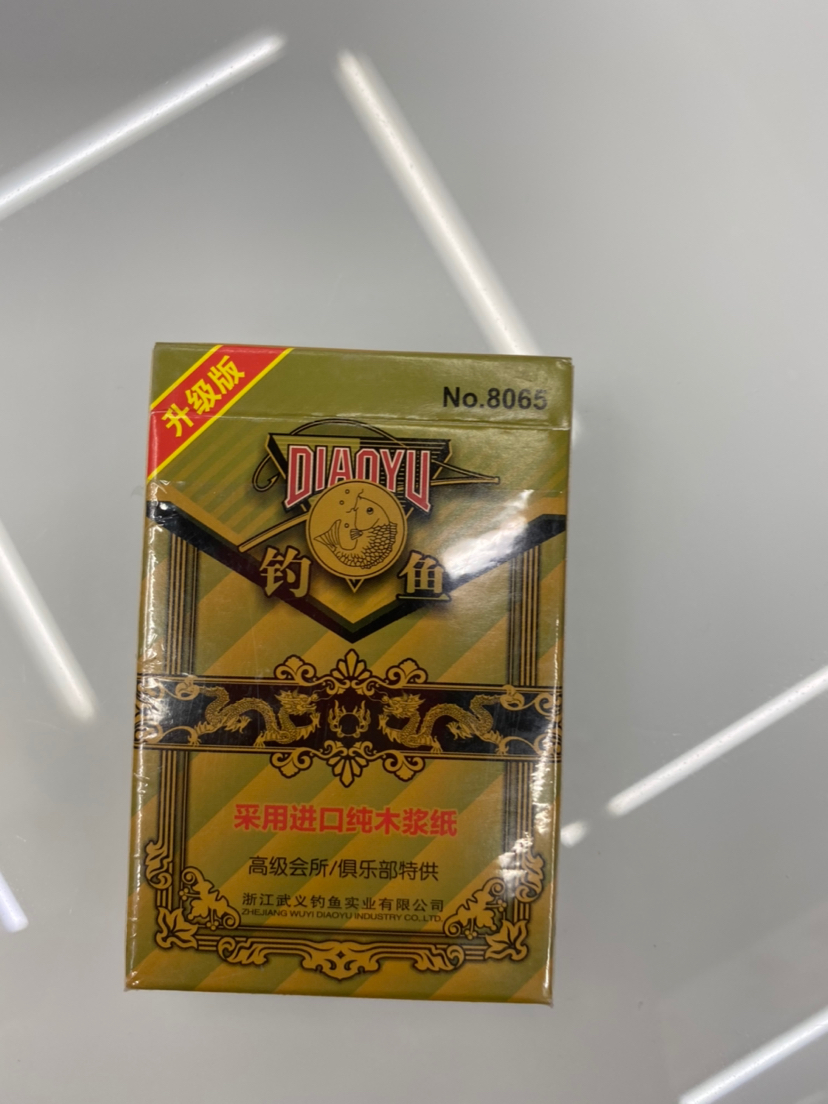 升级版
No.8065
DIAOYU
钓鱼
采用进口纯木浆纸
高级会所/俱乐部特供
浙江武义钓鱼实业有限公司
ZHEJIANG WUYI DIAOYU INDUSTRY CO.,LTD.